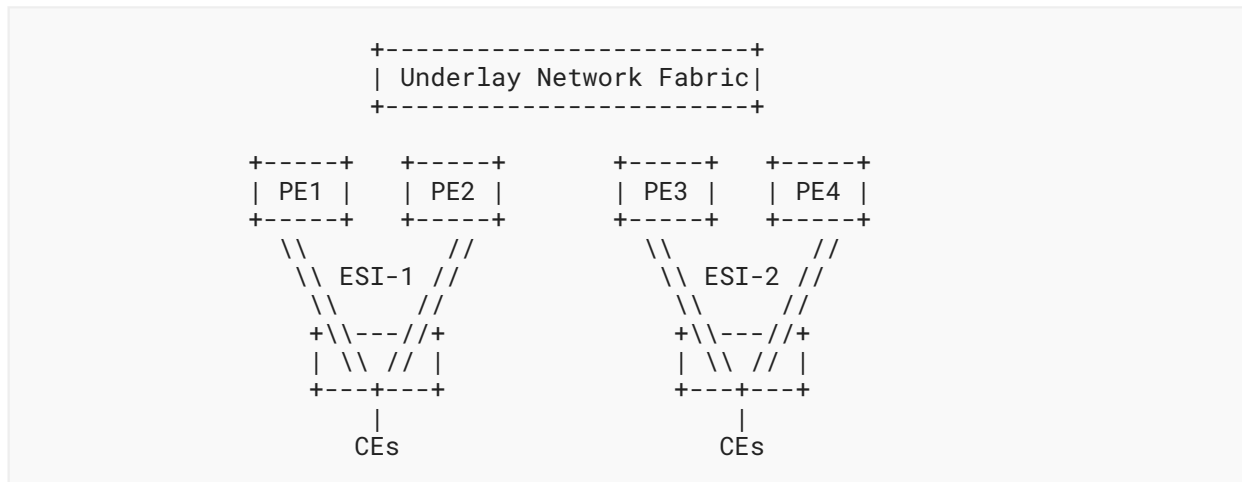 Underlay Network Fabric
PE1 PE2 PE3 PE4
ESI-1 ESI-2
CEs CEs